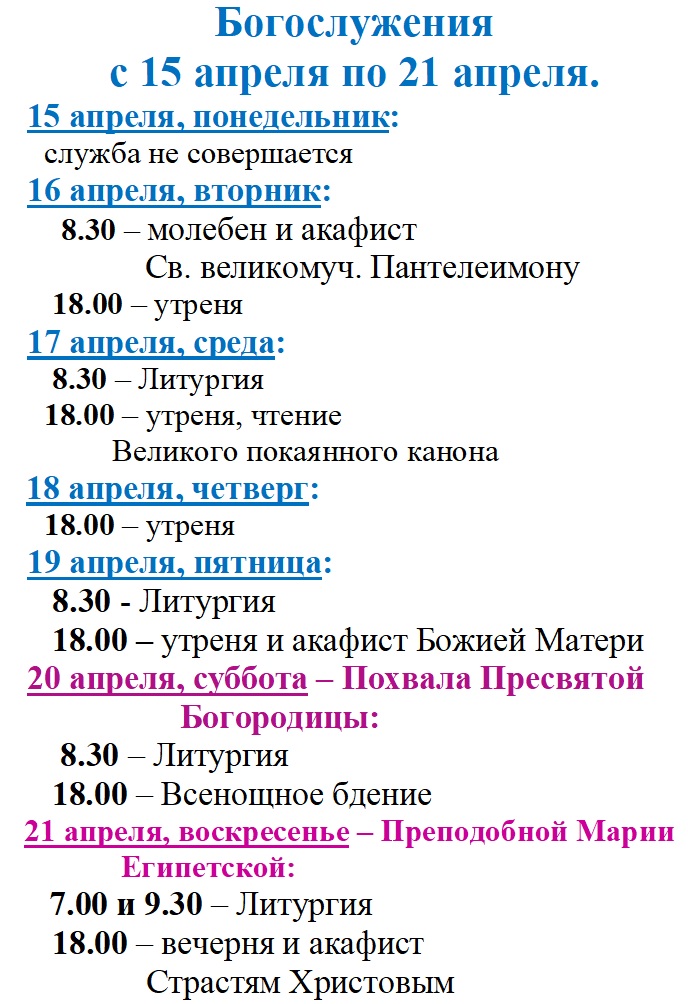 Богослужения
с 15 апреля по 21 апреля.
15 апреля, понедельник:
служба не совершается
16 апреля, вторник:
8.30 – молебен и акафист
Св. великомуч. Пантелеимону
18.00 – утреня
17 апреля, среда:
8.30 – Литургия
18.00 – утреня, чтение
Великого покаянного канона
18 апреля, четверг:
18.00 – утреня
19 апреля, пятница:
8.30 - Литургия
18.00 – утреня и акафист Божией Матери
20 апреля, суббота – Похвала Пресвятой
Богородицы:
8.30 – Литургия
18.00 – Всенощное бдение
21 апреля, воскресенье – Преподобной Марии
Египетской:
7.00 и 9.30 – Литургия
18.00 – вечерня и акафист
Страстям Христовым